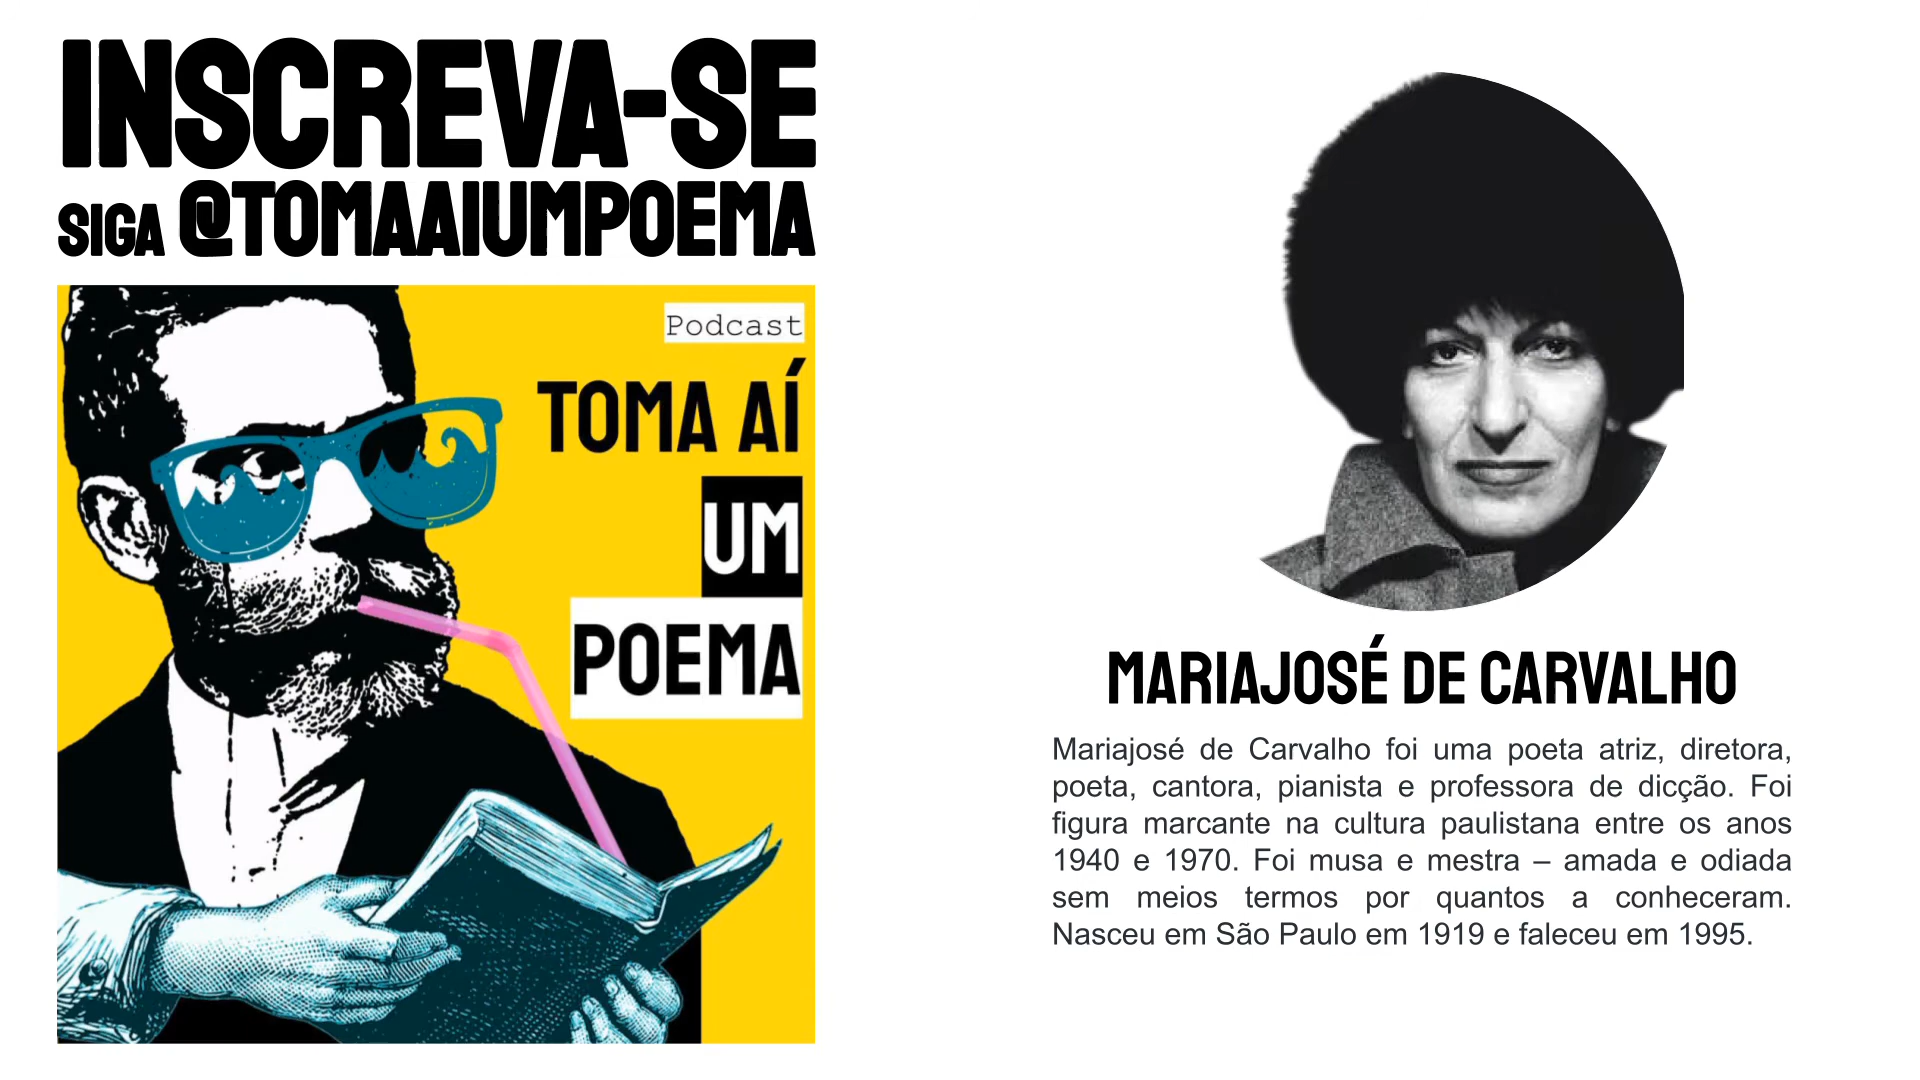 INSCREVA-SE
SIGA @TOMAAIUMPOEMA
Podcast
TOMA AÍ
UM
POEMA
MARIAJOSÉ DE CARVALHO
Mariajosé de Carvalho foi uma poeta atriz, diretora,
poeta, cantora, pianista e professora de dicção. Foi
figura marcante na cultura paulistana entre os anos
1940 e 1970. Foi musa e mestra – amada e odiada
sem meios termos por quantos a conheceram.
Nasceu em São Paulo em 1919 e faleceu em 1995.